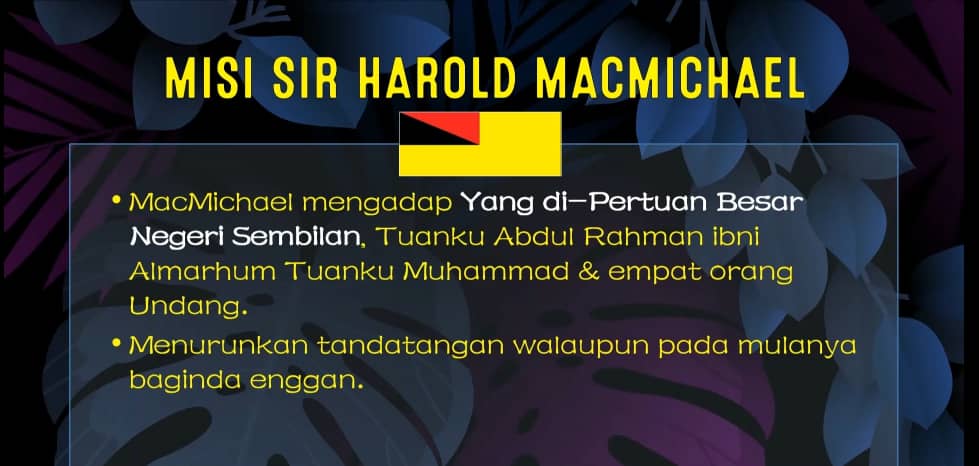 MISI SIR HAROLD MACMICHAEL
• MacMichael mengadap Yang di-Pertuan Besar
Negeri Sembilan, Tuanku Abdul Rahman ibni
Almarhum Tuanku Muhammad & empat orang
Undang.
• Menurunkan tandatangan walaupun pada mulanya
baginda enggan.